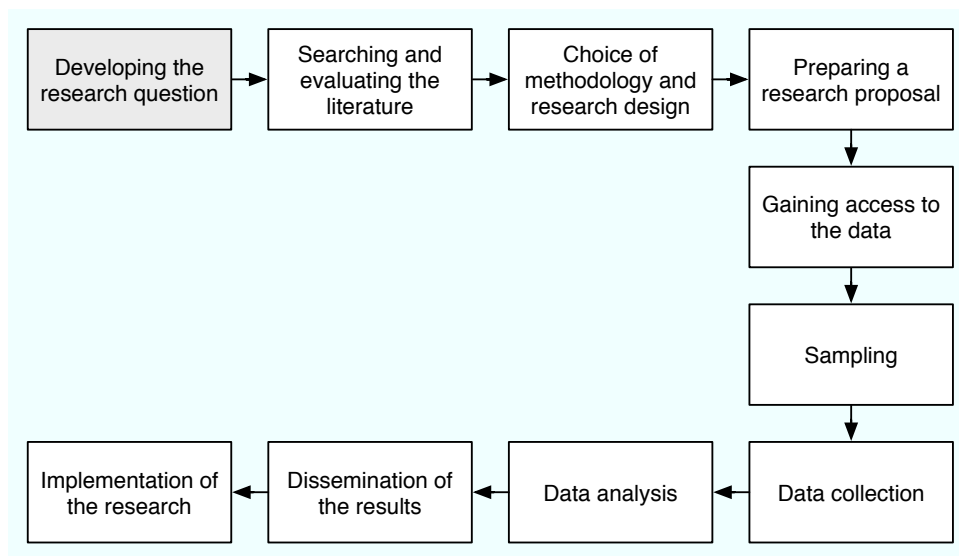 Developing the
research question
Searching and
evaluating the
literature
Choice of
methodology and
research design
Preparing a
research proposal
Gaining access to
the data
Sampling
Data collection
Data analysis
Dissemination of
the results
Implementation of
the research